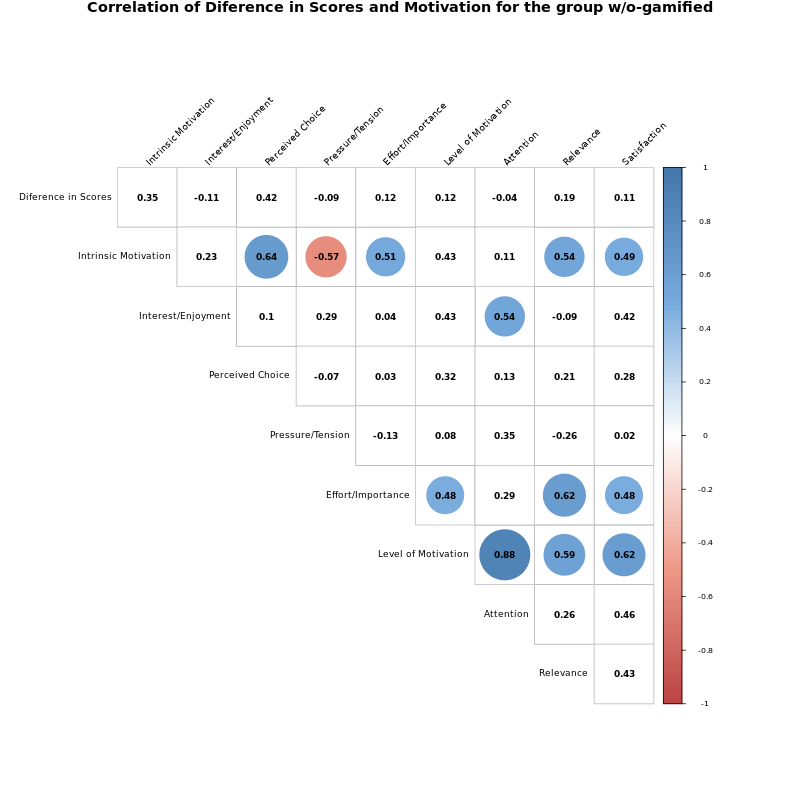 Correlation of Diference in Scores and Motivation for the group w/o-gamified
Intrinsic Motivation
Interest/Enjoyment
Perceived Choice
Pressure/Tension
Effort/Importance
Level of Motivation
Attention
Relevance
Satisfaction
Diference in Scores 0.35 -0.11 0.42 -0.09 0.12 0.12 -0.04 0.19 0.11
Intrinsic Motivation 0.23 0.64 -0.57 0.51 0.43 0.11 0.54 0.49
Interest/Enjoyment 0.1 0.29 0.04 0.43 0.54 -0.09 0.42
Perceived Choice -0.07 0.03 0.32 0.13 0.21 0.28
Pressure/Tension -0.13 0.08 0.35 -0.26 0.02
Effort/Importance 0.48 0.29 0.62 0.48
Level of Motivation 0.88 0.59 0.62
Attention 0.26 0.46
Relevance 0.43
1
0.8
0.6
0.4
0.2
0
-0.2
-0.4
-0.6
-0.8
-1